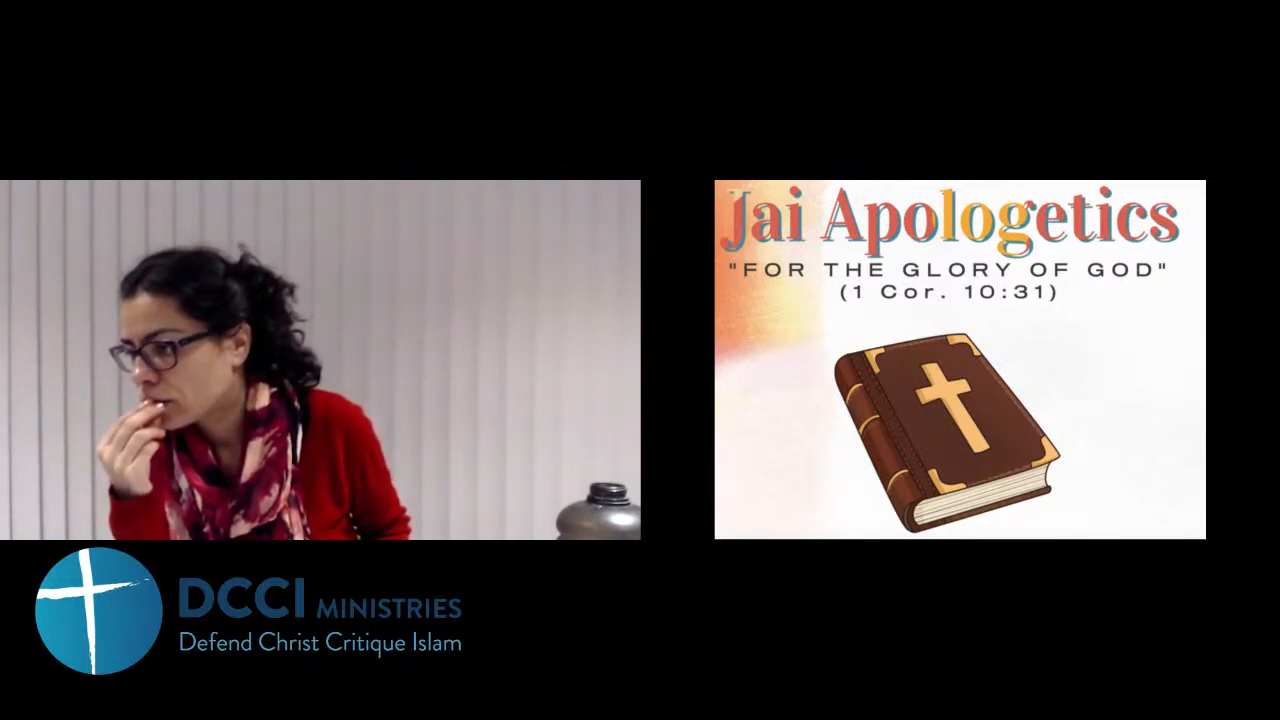 Jai Apologetics
"FOR THE GLORY OF GOD"
(1 Cor. 10:31)
DCCI MINISTRIES
Defend Christ Critique Islam